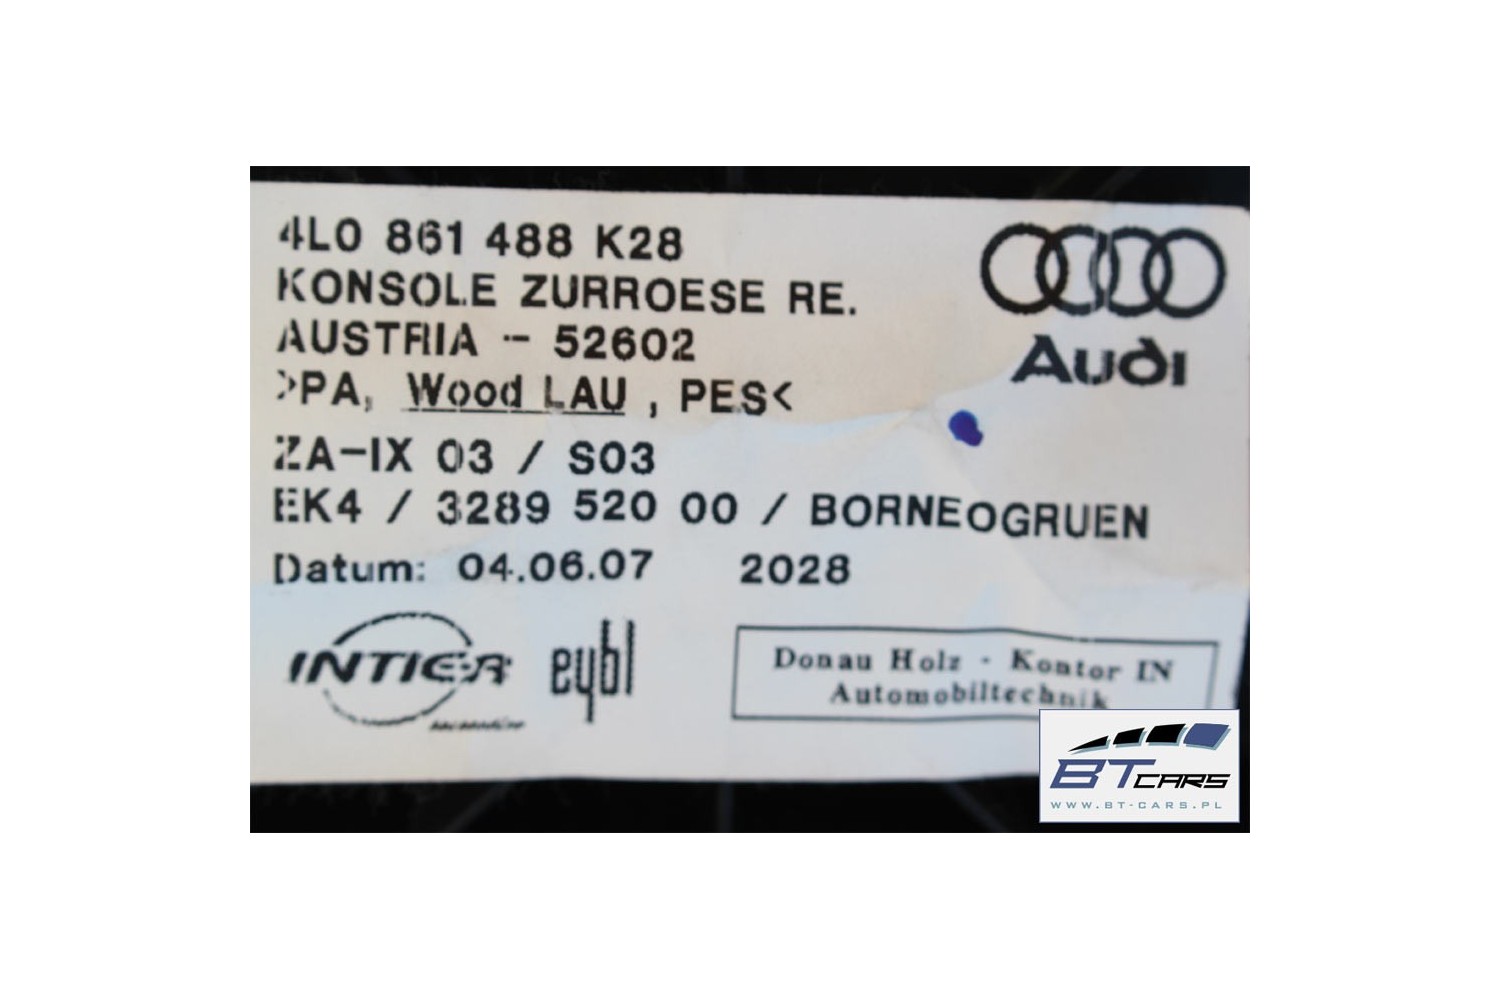 4L0 861 488 K28
KONSOLE ZURROESE RE.
AUSTRIA - 52602
>PA, Wood LAU , PES<
ZA-IX 03 / S03
EK4 / 3289 520 00 / BORNEOGRUEN
Datum: 04.06.07 2028
Audi
INTIER
eybl
Donau Holz - Kontor IN
Automobiltechnik
BT CARS
WWW.BT-CARS.PL